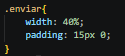 .enviar{
    width: 40%;
    padding: 15px 0;
}